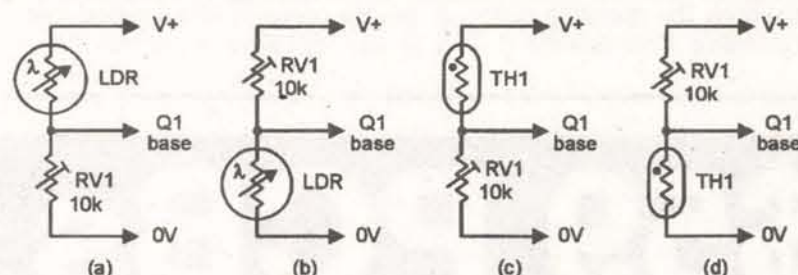 V+
λ
LDR
Q1
base
RV1
10k
0V
(a)
V+
RV1
10k
Q1
base
λ
LDR
0V
(b)
V+
TH1
Q1
base
RV1
10k
0V
(c)
V+
RV1
10k
Q1
base
TH1
0V
(d)